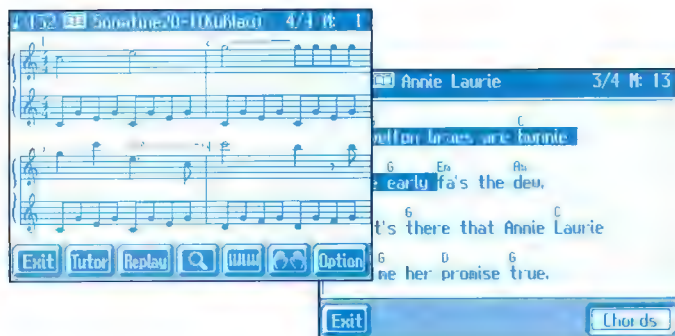 152 Sonatine20-1(Kuhlau) 4/4 M: 1
Exit Tutor Replay Option
Annie Laurie 3/4 M: 13
C
braes are bonnie
G Em Am
early fa's the dew,
G C
t's there that Annie Laurie
G D G
me her promise true.
Exit Chords